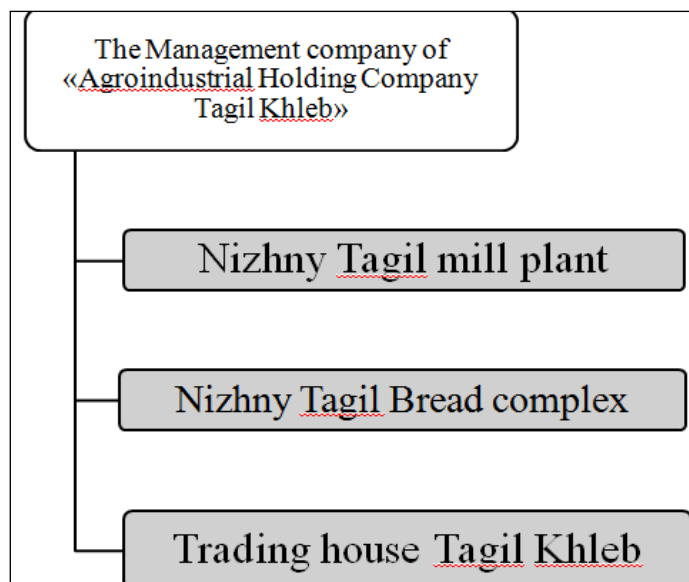 The Management company of
«Agroindustrial Holding Company
Tagil Khleb»
Nizhny Tagil mill plant
Nizhny Tagil Bread complex
Trading house Tagil Khleb